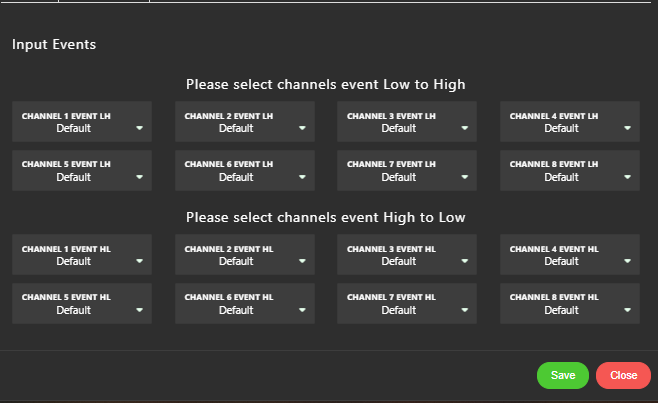 Input Events
Please select channels event Low to High
CHANNEL 1 EVENT LH
Default
CHANNEL 2 EVENT LH
Default
CHANNEL 3 EVENT LH
Default
CHANNEL 4 EVENT LH
Default
CHANNEL 5 EVENT LH
Default
CHANNEL 6 EVENT LH
Default
CHANNEL 7 EVENT LH
Default
CHANNEL 8 EVENT LH
Default
Please select channels event High to Low
CHANNEL 1 EVENT HL
Default
CHANNEL 2 EVENT HL
Default
CHANNEL 3 EVENT HL
Default
CHANNEL 4 EVENT HL
Default
CHANNEL 5 EVENT HL
Default
CHANNEL 6 EVENT HL
Default
CHANNEL 7 EVENT HL
Default
CHANNEL 8 EVENT HL
Default
Save
Close